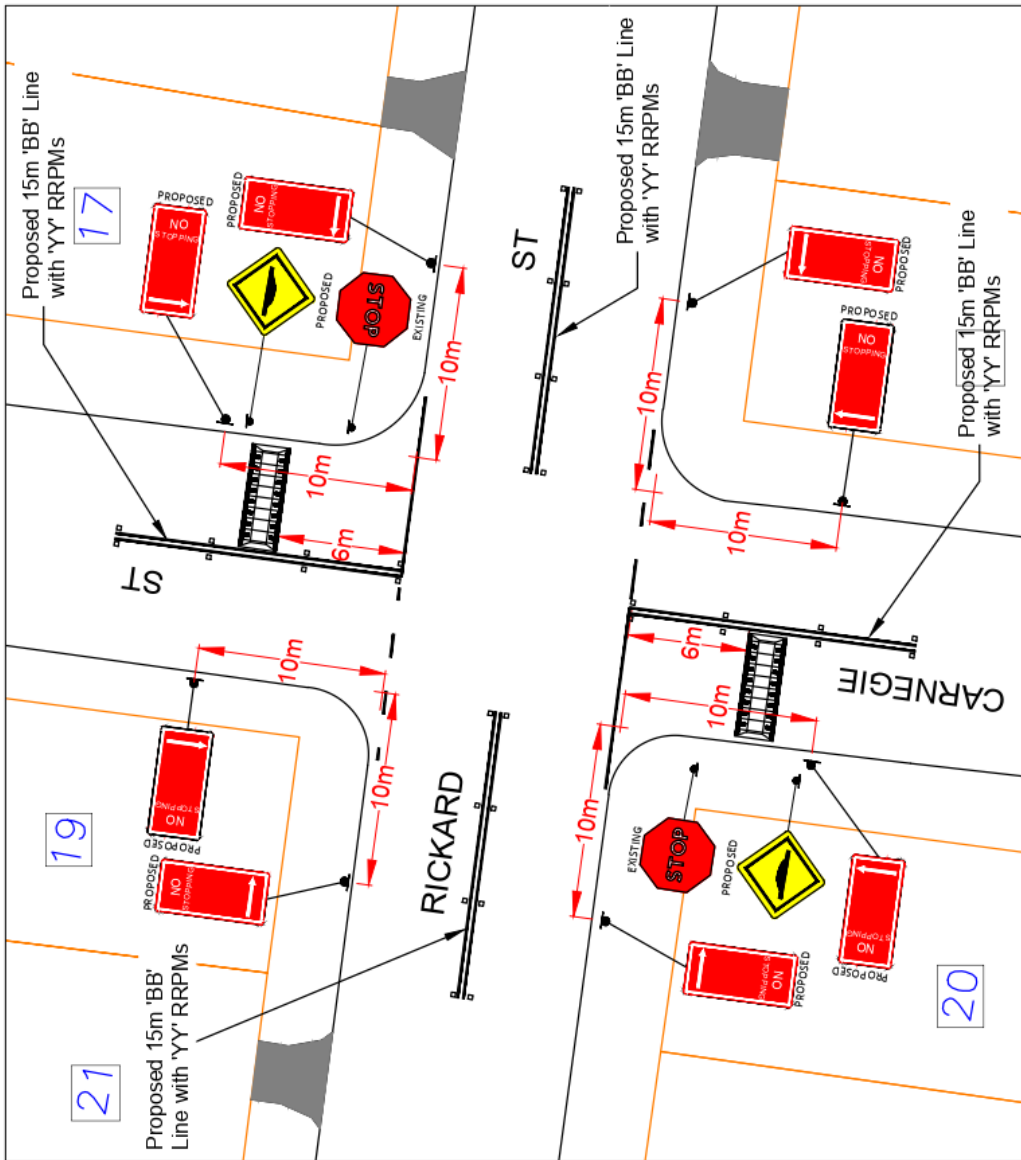 Proposed 15m 'BB' Line
with 'YY' RRPMs
17
PROPOSED
NO
STOPPING
PROPOSED
NO
STOPPING
PROPOSED
STOP
EXISTING
10m
10m
6m
ST
ST
Proposed 15m 'BB' Line
with 'YY' RRPMs
NO
STOPPING
PROPOSED
PROPOSED
NO
STOPPING
10m
10m
Proposed 15m 'BB' Line
with 'YY' RRPMs
19
NO
STOPPING
PROPOSED
PROPOSED
NO
STOPPING
10m
10m
RICKARD
21
Proposed 15m 'BB'
Line with 'YY' RRPMs
6m
10m
10m
CARNEGIE
EXISTING
STOP
PROPOSED
NO
STOPPING
PROPOSED
NO
STOPPING
PROPOSED
20